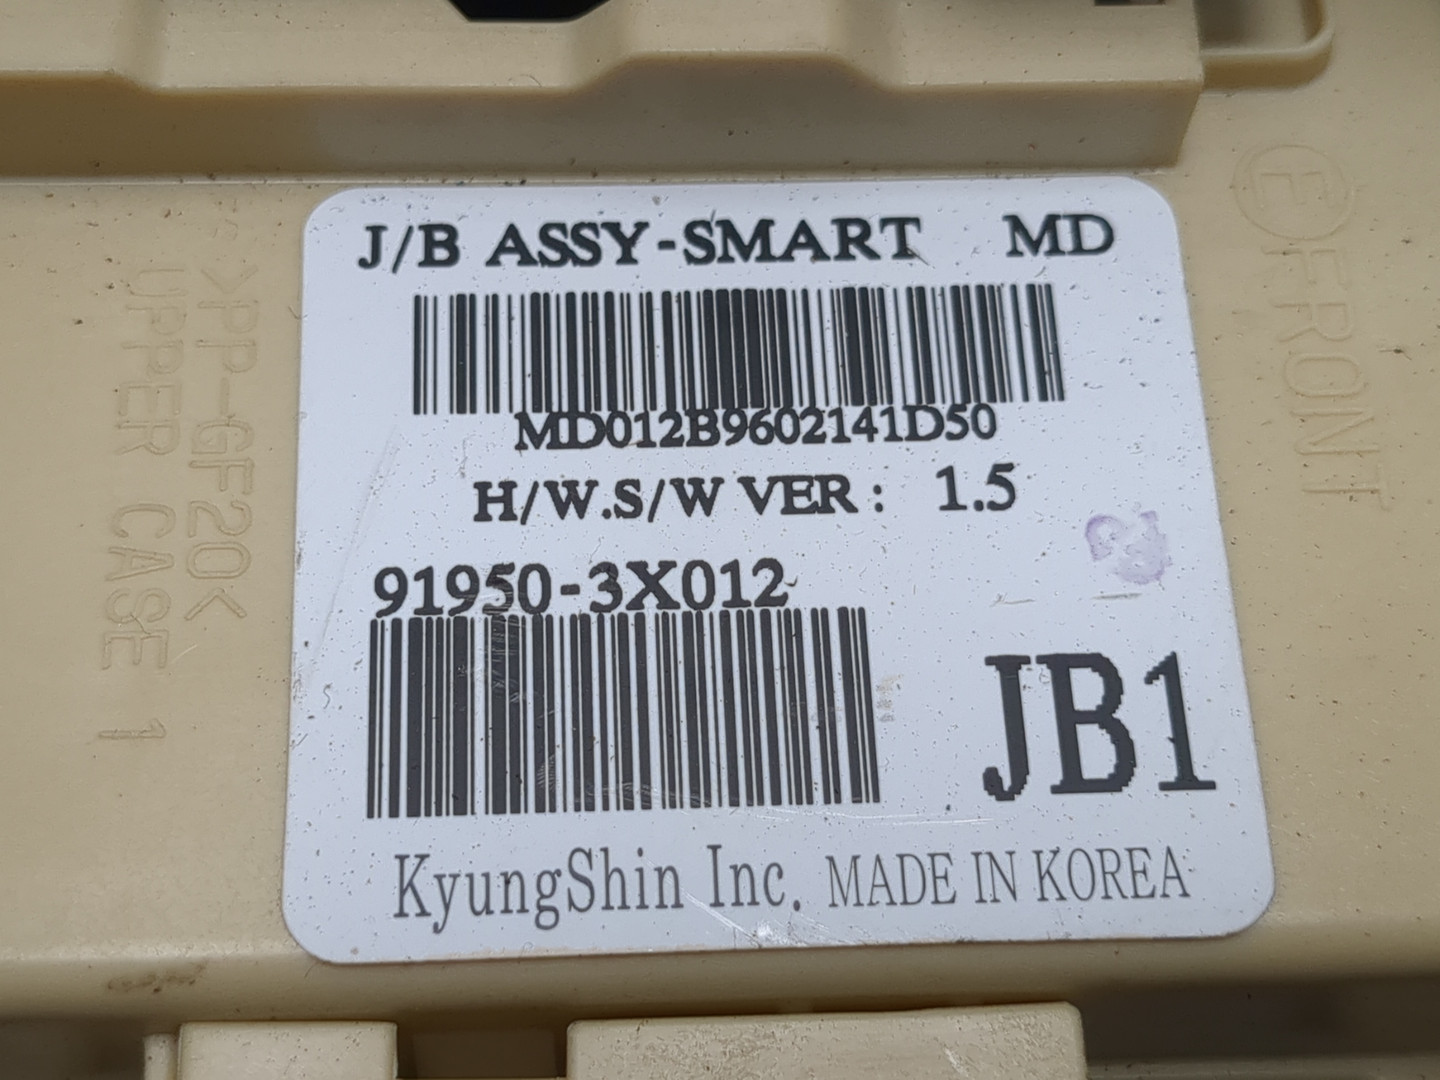 J/B ASSY-SMART MD
MD012B9602141D50
H/W.S/W VER : 1.5
91950-3X012
JB1
KyungShin Inc. MADE IN KOREA
>PP-GF20<
UPPER CASE 1
E FRONT